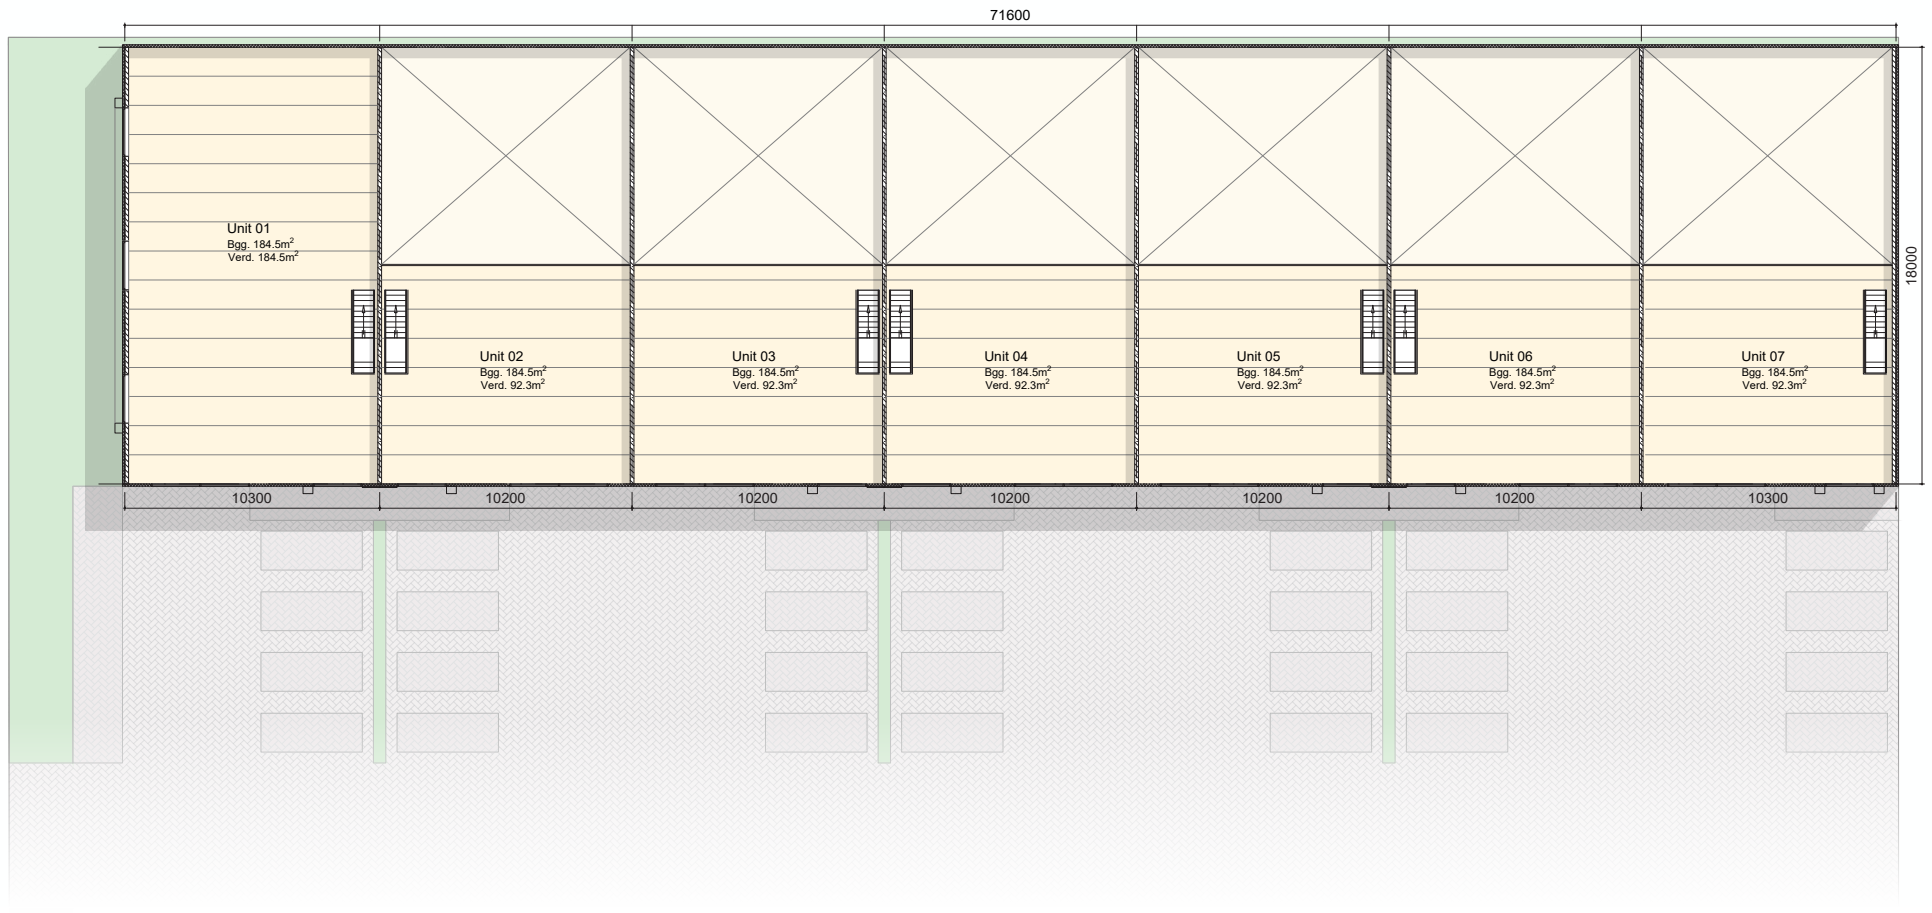 71600
18000
Unit 01
Bgg. 184.5m²
Verd. 184.5m²
Unit 02
Bgg. 184.5m²
Verd. 92.3m²
Unit 03
Bgg. 184.5m²
Verd. 92.3m²
Unit 04
Bgg. 184.5m²
Verd. 92.3m²
Unit 05
Bgg. 184.5m²
Verd. 92.3m²
Unit 06
Bgg. 184.5m²
Verd. 92.3m²
Unit 07
Bgg. 184.5m²
Verd. 92.3m²
10300
10200
10200
10200
10200
10200
10300